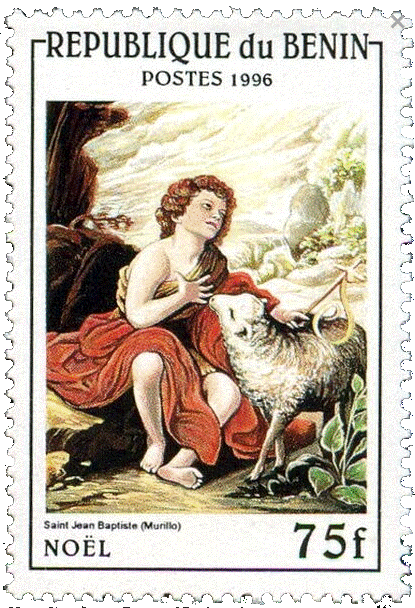 REPUBLIQUE du BENIN
POSTES 1996
Saint Jean Baptiste (Murillo)
NOËL
75f